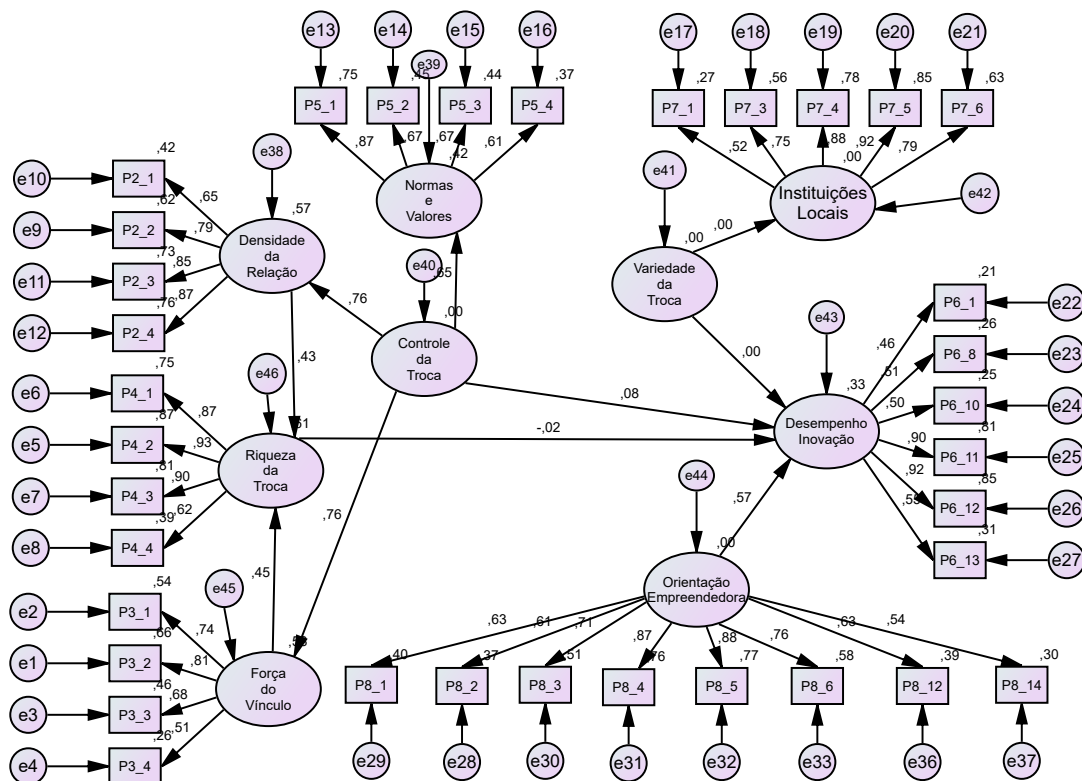 e13
e14
e15
e16
e17
e18
e19
e20
e21
,75
,45
e39
,44
,37
,27
,56
,78
,85
,63
P5_1
P5_2
P5_3
P5_4
P7_1
P7_3
P7_4
P7_5
P7_6
,87
,67
,67
,61
,42
,52
,75
,88
,92
,79
,00
Normas
e
Valores
Instituições
Locais
e42
e41
,00
,00
Variedade
da
Troca
,00
e38
,57
Densidade
da
Relação
e10
P2_1
,42
,65
e9
P2_2
,62
,79
e11
P2_3
,73
,85
e12
P2_4
,76
,87
e40
,65
,76
,00
Controle
da
Troca
,43
,08
,76
e46
Riqueza
da
Troca
-,02
e6
P4_1
,75
,87
e5
P4_2
,87
,93
e7
P4_3
,81
,90
e8
P4_4
,39
,62
e43
,33
Desempenho
Inovação
P6_1
,21
e22
,46
P6_8
,26
e23
,51
P6_10
,25
e24
,50
P6_11
,81
e25
,90
P6_12
,85
e26
,92
P6_13
,31
e27
e44
,57
,00
Orientação
Empreendedora
,45
e45
Força
do
Vínculo
e2
P3_1
,54
,74
e1
P3_2
,66
,81
e3
P3_3
,46
,68
e4
P3_4
,26
,51
,63
,61
,71
,87
,88
,76
,63
,54
,40
,37
,51
,76
,77
,58
,39
,30
P8_1
P8_2
P8_3
P8_4
P8_5
P8_6
P8_12
P8_14
e29
e28
e30
e31
e32
e33
e36
e37